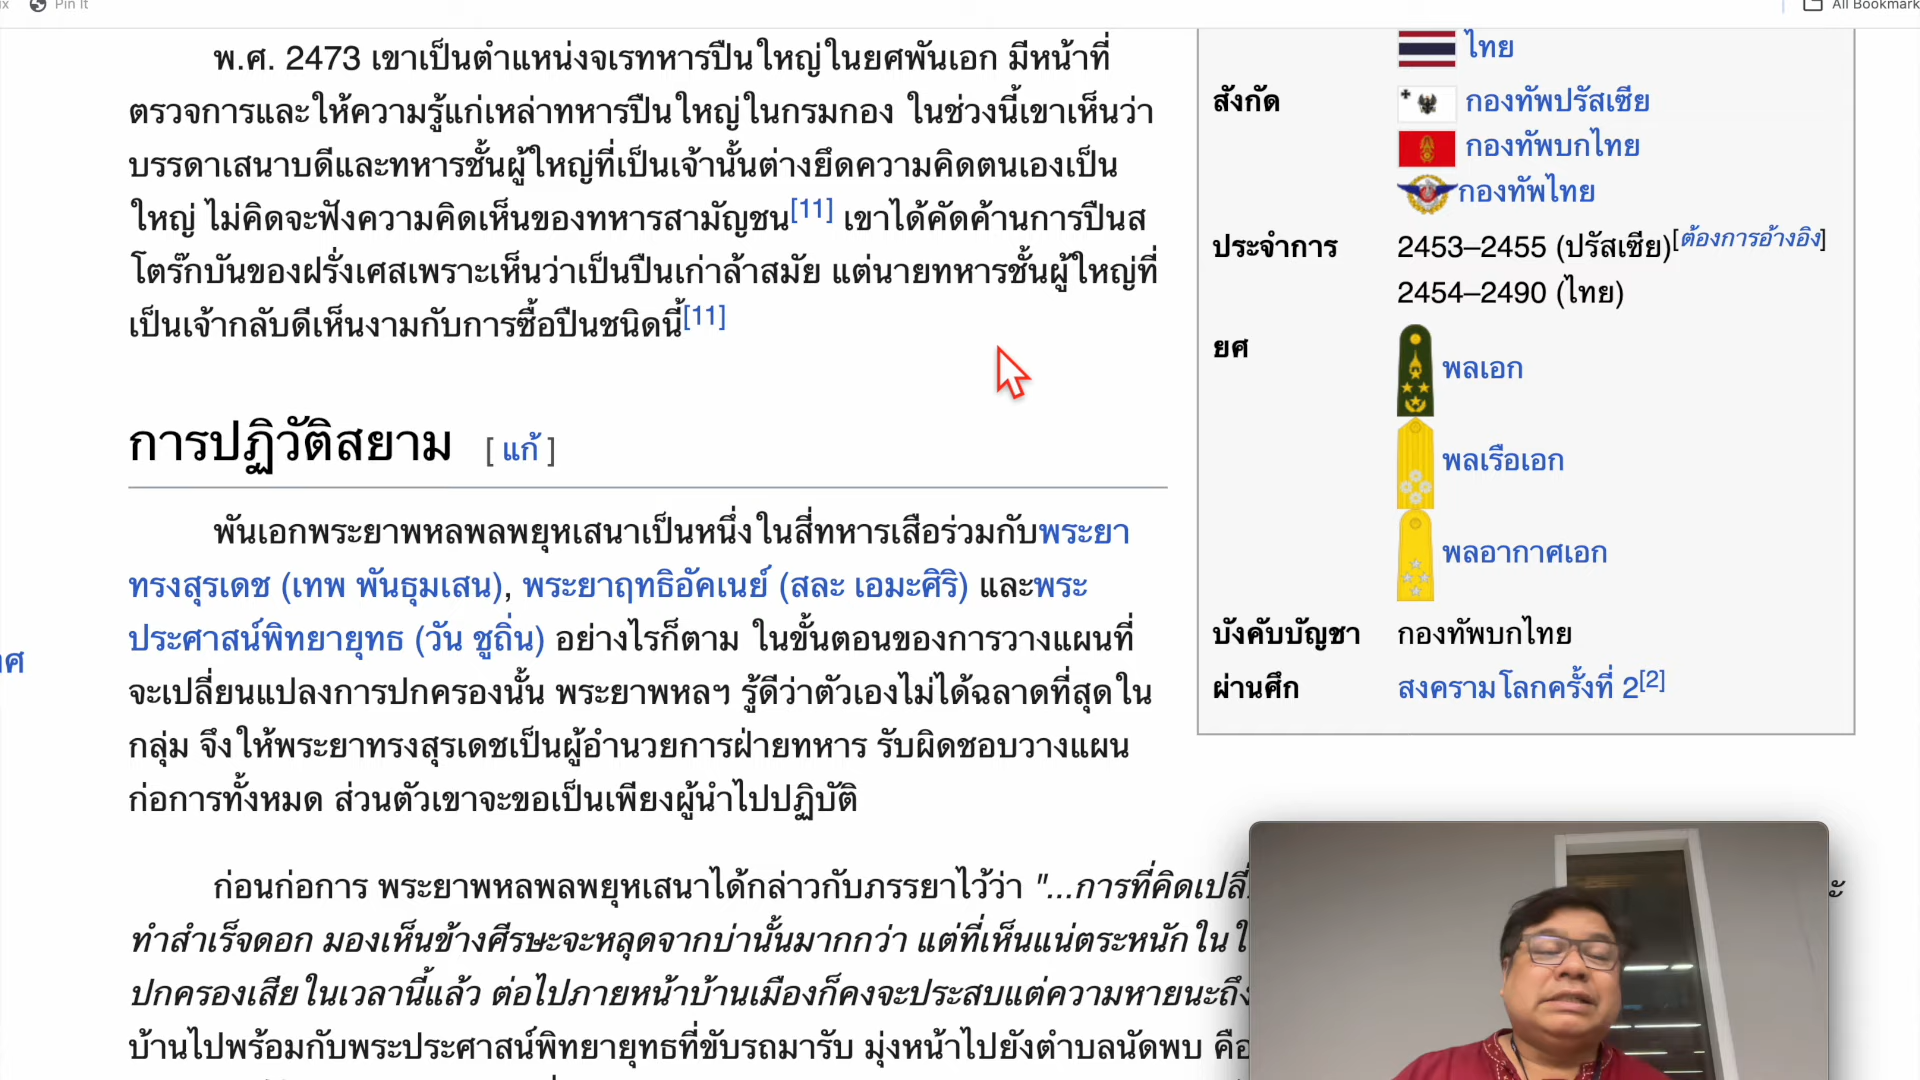 Pin It
All Bookmark
พ.ศ. 2473 เขาเป็นตำแหน่งจเรทหารปืนใหญ่ในยศพันเอก มีหน้าที่
ตรวจการและให้ความรู้แก่เหล่าทหารปืนใหญ่ในกรมกอง ในช่วงนี้เขาเห็นว่า
บรรดาเสนาบดีและทหารชั้นผู้ใหญ่ที่เป็นเจ้านั้นต่างยึดความคิดตนเองเป็น
ใหญ่ ไม่คิดจะฟังความคิดเห็นของทหารสามัญชน[11] เขาได้คัดค้านการปืนส
โตร๊กบันของฝรั่งเศสเพราะเห็นว่าเป็นปืนเก่าล้าสมัย แต่นายทหารชั้นผู้ใหญ่ที่
เป็นเจ้ากลับดีเห็นงามกับการซื้อปืนชนิดนี้[11]
การปฏิวัติสยาม [ แก้ ]
พันเอกพระยาพหลพลพยุหเสนาเป็นหนึ่งในสี่ทหารเสือร่วมกับพระยา
ทรงสุรเดช (เทพ พันธุมเสน), พระยาฤทธิอัคเนย์ (สละ เอมะศิริ) และพระ
ประศาสน์พิทยายุทธ (วัน ชูถิ่น) อย่างไรก็ตาม ในขั้นตอนของการวางแผนที่
จะเปลี่ยนแปลงการปกครองนั้น พระยาพหลฯ รู้ดีว่าตัวเองไม่ได้ฉลาดที่สุดใน
กลุ่ม จึงให้พระยาทรงสุรเดชเป็นผู้อำนวยการฝ่ายทหาร รับผิดชอบวางแผน
ก่อการทั้งหมด ส่วนตัวเขาจะขอเป็นเพียงผู้นำไปปฏิบัติ
ก่อนก่อการ พระยาพหลพลพยุหเสนาได้กล่าวกับภรรยาไว้ว่า "...การที่คิดเปลี่
ทำสำเร็จดอก มองเห็นข้างศีรษะจะหลุดจากบ่านั้นมากกว่า แต่ที่เห็นแน่ตระหนักในใ
ปกครองเสียในเวลานี้แล้ว ต่อไปภายหน้าบ้านเมืองก็คงจะประสบแต่ความหายนะถึง
บ้านไปพร้อมกับพระประศาสน์พิทยายุทธที่ขับรถมารับ มุ่งหน้าไปยังตำบลนัดพบ คือ
ไทย
สังกัด กองทัพปรัสเซีย
กองทัพบกไทย
กองทัพไทย
ประจำการ 2453–2455 (ปรัสเซีย)[ต้องการอ้างอิง]
2454–2490 (ไทย)
ยศ พลเอก
พลเรือเอก
พลอากาศเอก
บังคับบัญชา กองทัพบกไทย
ผ่านศึก สงครามโลกครั้งที่ 2[2]